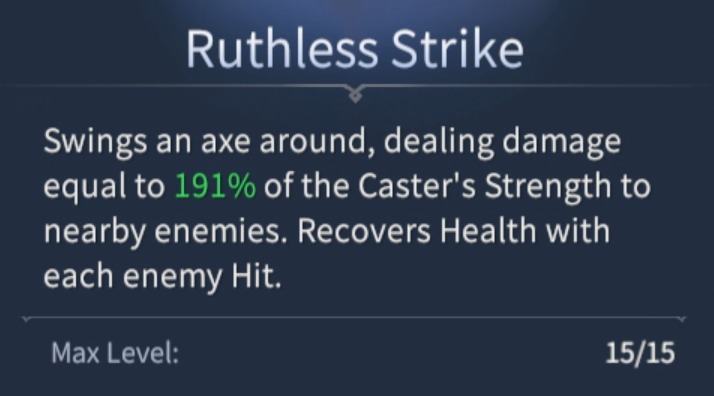 Ruthless Strike
Swings an axe around, dealing damage
equal to 191% of the Caster's Strength to
nearby enemies. Recovers Health with
each enemy Hit.
Max Level: 15/15